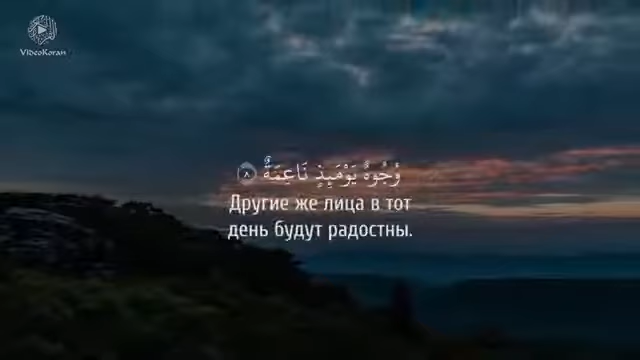 VideoKoran
وُجُوهٌ يَوْمَئِذٍ نَاعِمَةٌ ٨
Другие же лица в тот
день будут радостны.